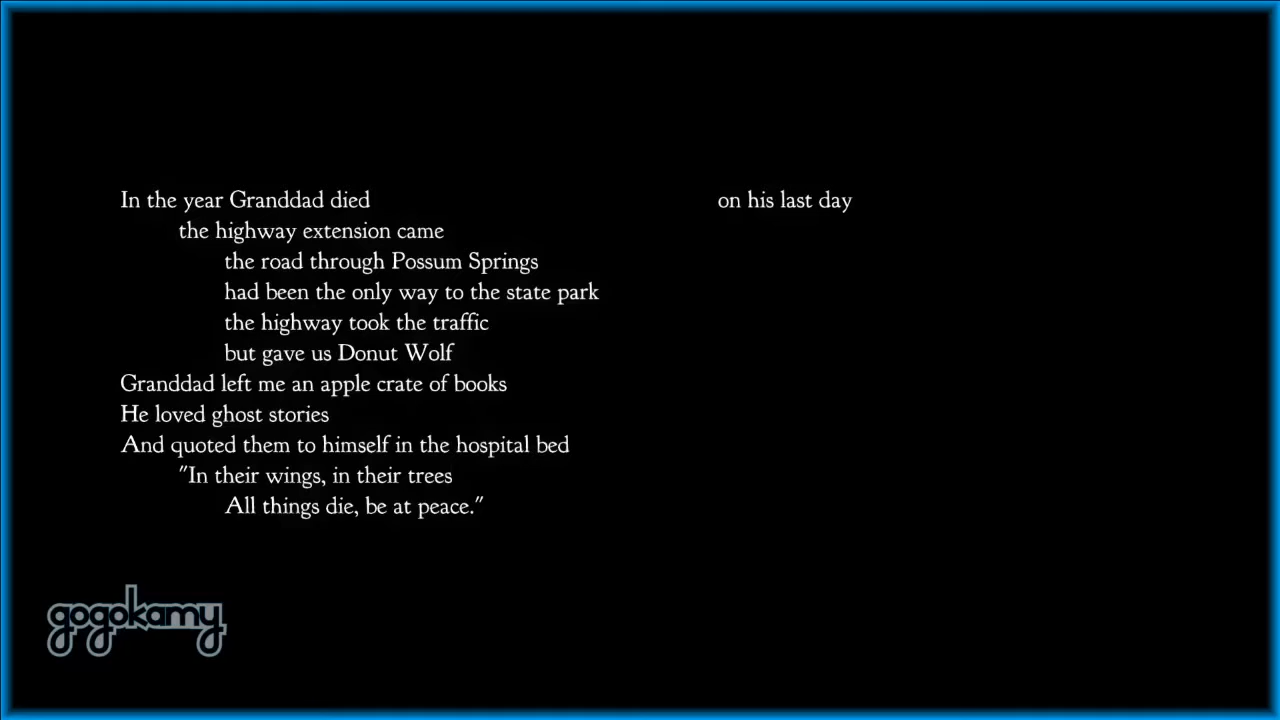 In the year Granddad died
the highway extension came
the road through Possum Springs
had been the only way to the state park
the highway took the traffic
but gave us Donut Wolf
Granddad left me an apple crate of books
He loved ghost stories
And quoted them to himself in the hospital bed
"In their wings, in their trees
All things die, be at peace."
on his last day
gogokamy